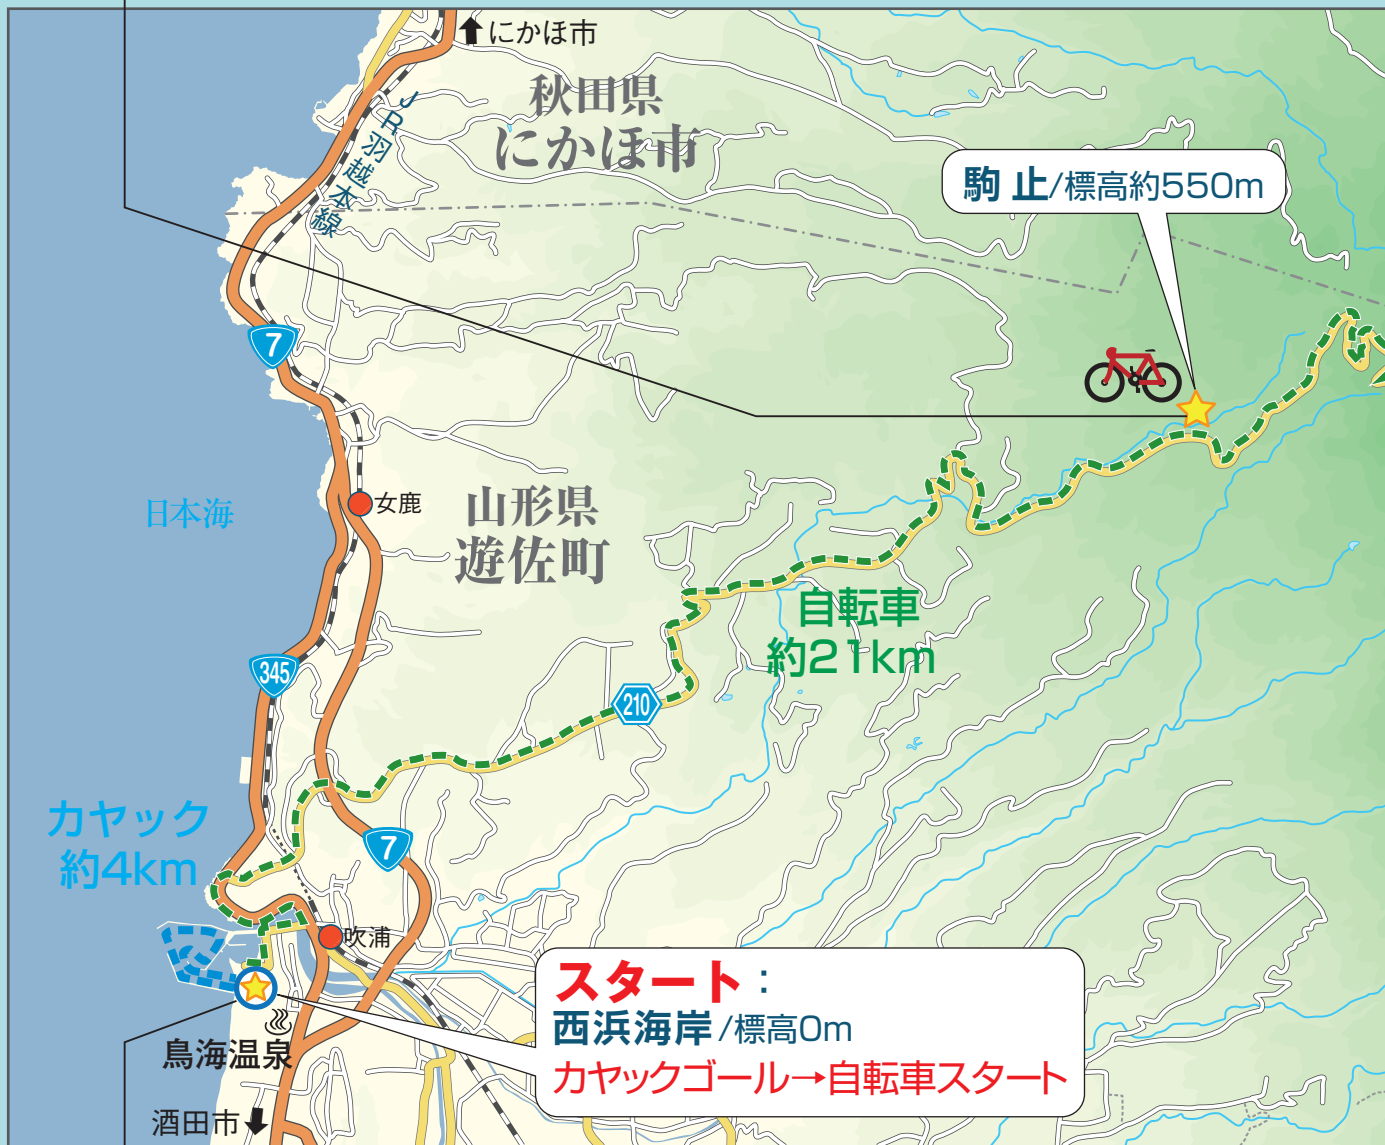 にかほ市
秋田県
にかほ市
JR羽越本線
駒止/標高約550m
7
日本海
女鹿
山形県
遊佐町
自転車
約21km
345
210
カヤック
約4km
7
吹浦
スタート：
西浜海岸/標高0m
カヤックゴール→自転車スタート
鳥海温泉
酒田市